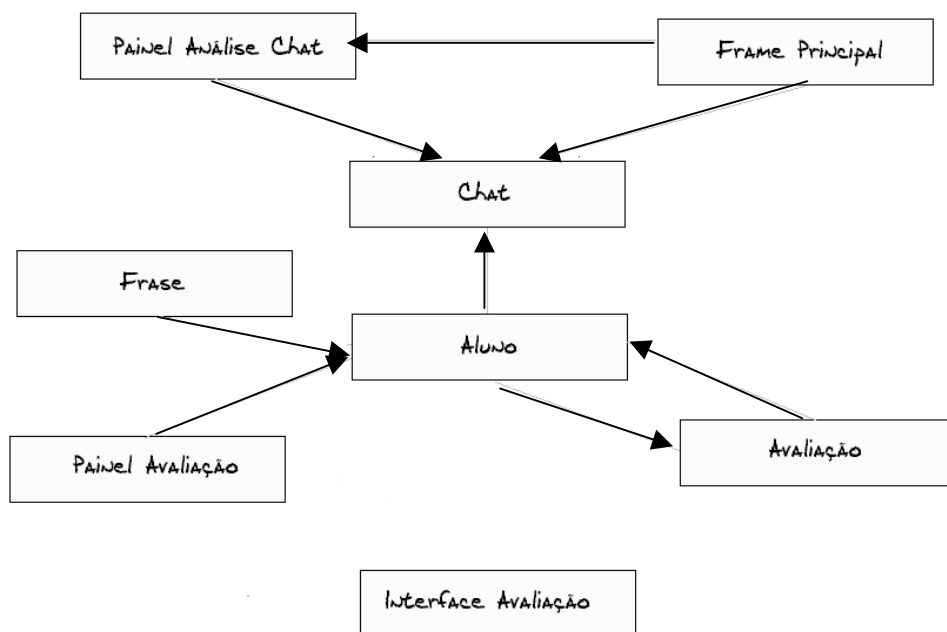 Painel Análise Chat
Frame Principal
Chat
Frase
Aluno
Painel Avaliação
Avaliação
Interface Avaliação